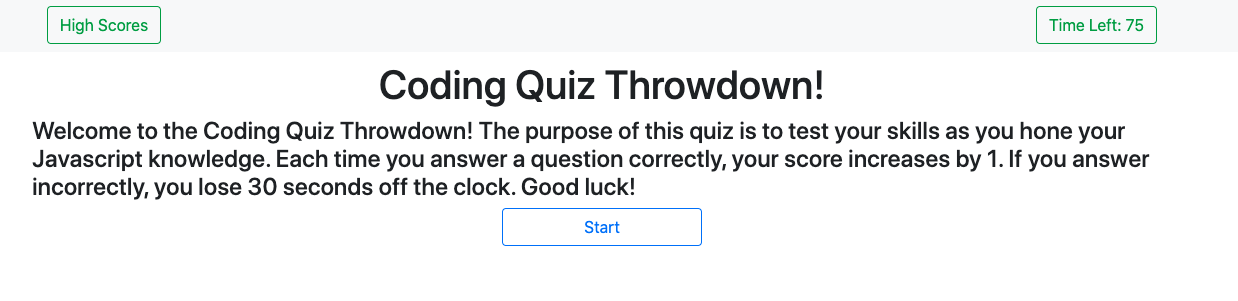 High Scores
Time Left: 75
Coding Quiz Throwdown!
Welcome to the Coding Quiz Throwdown! The purpose of this quiz is to test your skills as you hone your
Javascript knowledge. Each time you answer a question correctly, your score increases by 1. If you answer
incorrectly, you lose 30 seconds off the clock. Good luck!
Start